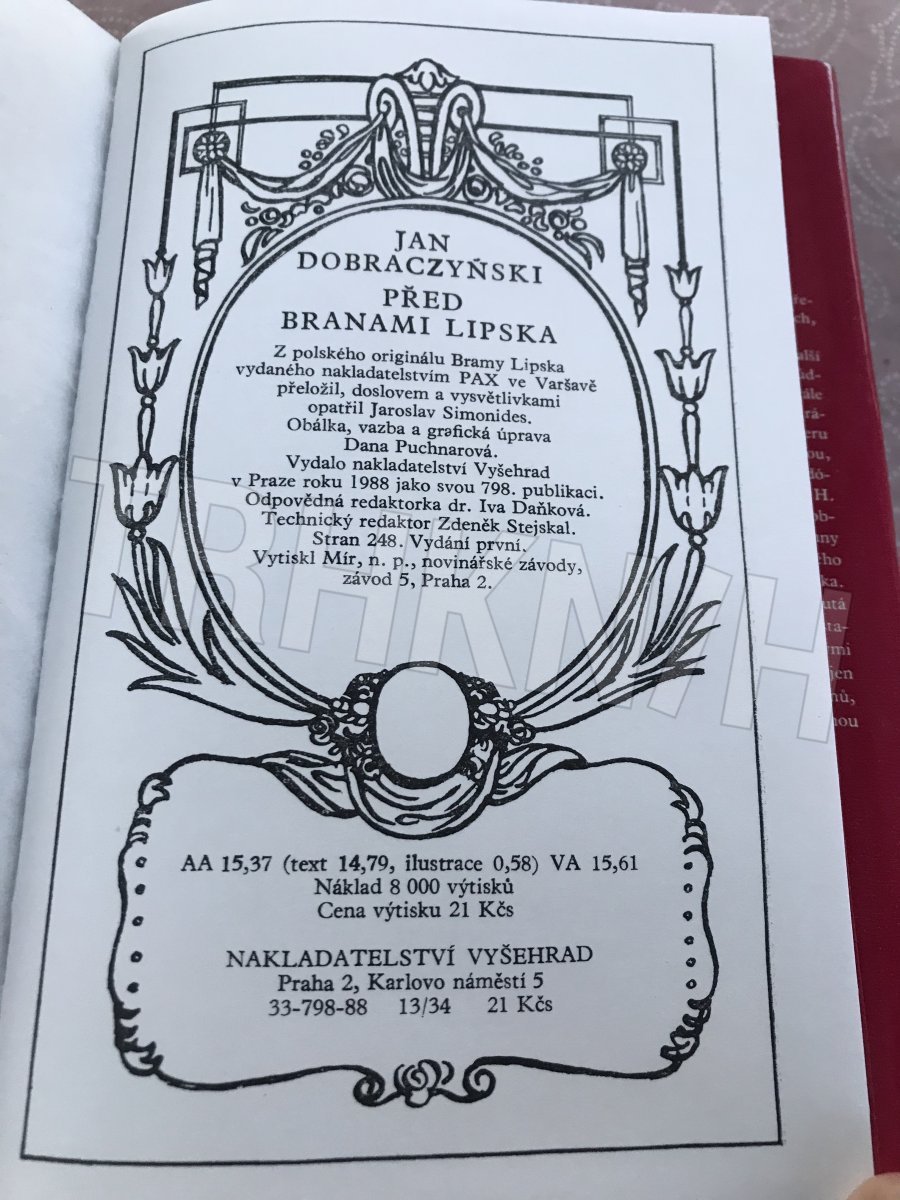 JAN
DOBRACZYŃSKI
PŘED
BRANAMI LIPSKA
Z polského originálu Bramy Lipska
vydaného nakladatelstvím PAX ve Varšavě
přeložil, doslovem a vysvětlivkami
opatřil Jaroslav Simonides.
Obálka, vazba a grafická úprava
Dana Puchnarová.
Vydalo nakladatelství Vyšehrad
v Praze roku 1988 jako svou 798. publikaci.
Odpovědná redaktorka dr. Iva Daňková.
Technický redaktor Zdeněk Stejskal.
Stran 248. Vydání první.
Vytiskl Mír, n. p., novinářské závody,
závod 5, Praha 2.
TRHKNIH
AA 15,37 (text 14,79, ilustrace 0,58) VA 15,61
Náklad 8 000 výtisků
Cena výtisku 21 Kčs
NAKLADATELSTVÍ VYŠEHRAD
Praha 2, Karlovo náměstí 5
33-798-88 13/34 21 Kčs